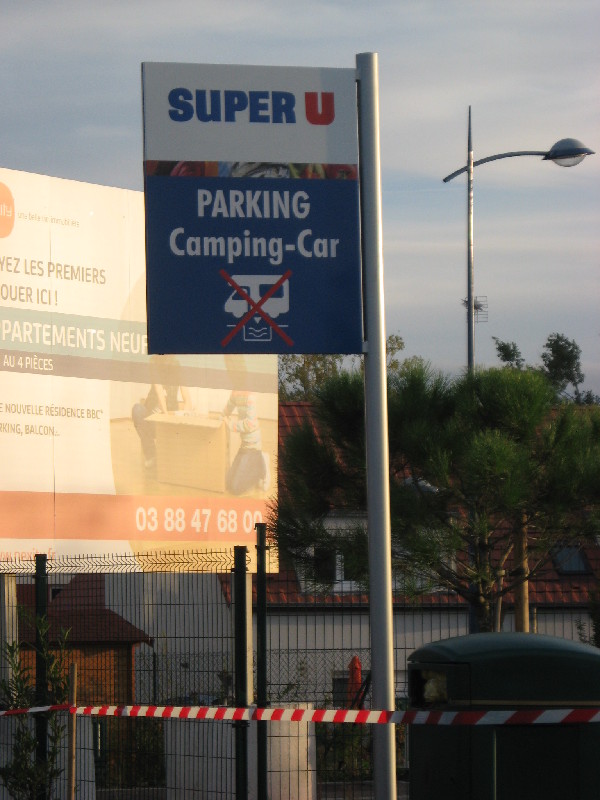 SUPER U
PARKING
Camping-Car
YEZ LES PREMIERS
OUER ICI !
PARTEMENTS NEUF
AU 4 PIÈCES
E NOUVELLE RÉSIDENCE BBC*
RKING, BALCON...
03 88 47 68 00